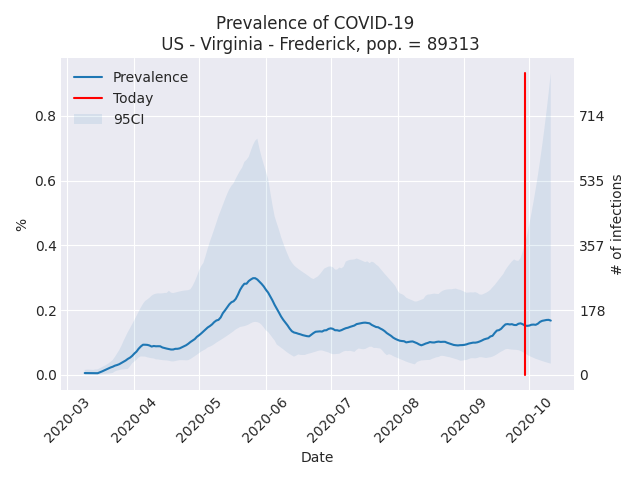 Prevalence of COVID-19
US - Virginia - Frederick, pop. = 89313
Prevalence
Today
95CI
0.8
0.6
0.4
0.2
0.0
%
714
535
357
178
0
# of infections
2020-03
2020-04
2020-05
2020-06
2020-07
2020-08
2020-09
2020-10
Date